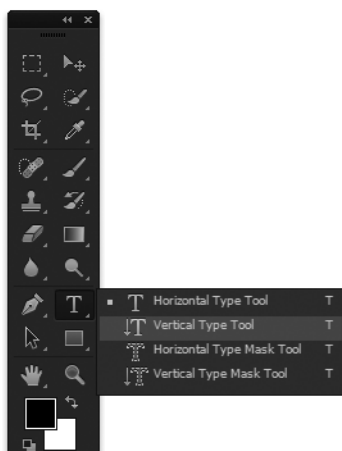 Horizontal Type Tool T
Vertical Type Tool T
Horizontal Type Mask Tool T
Vertical Type Mask Tool T